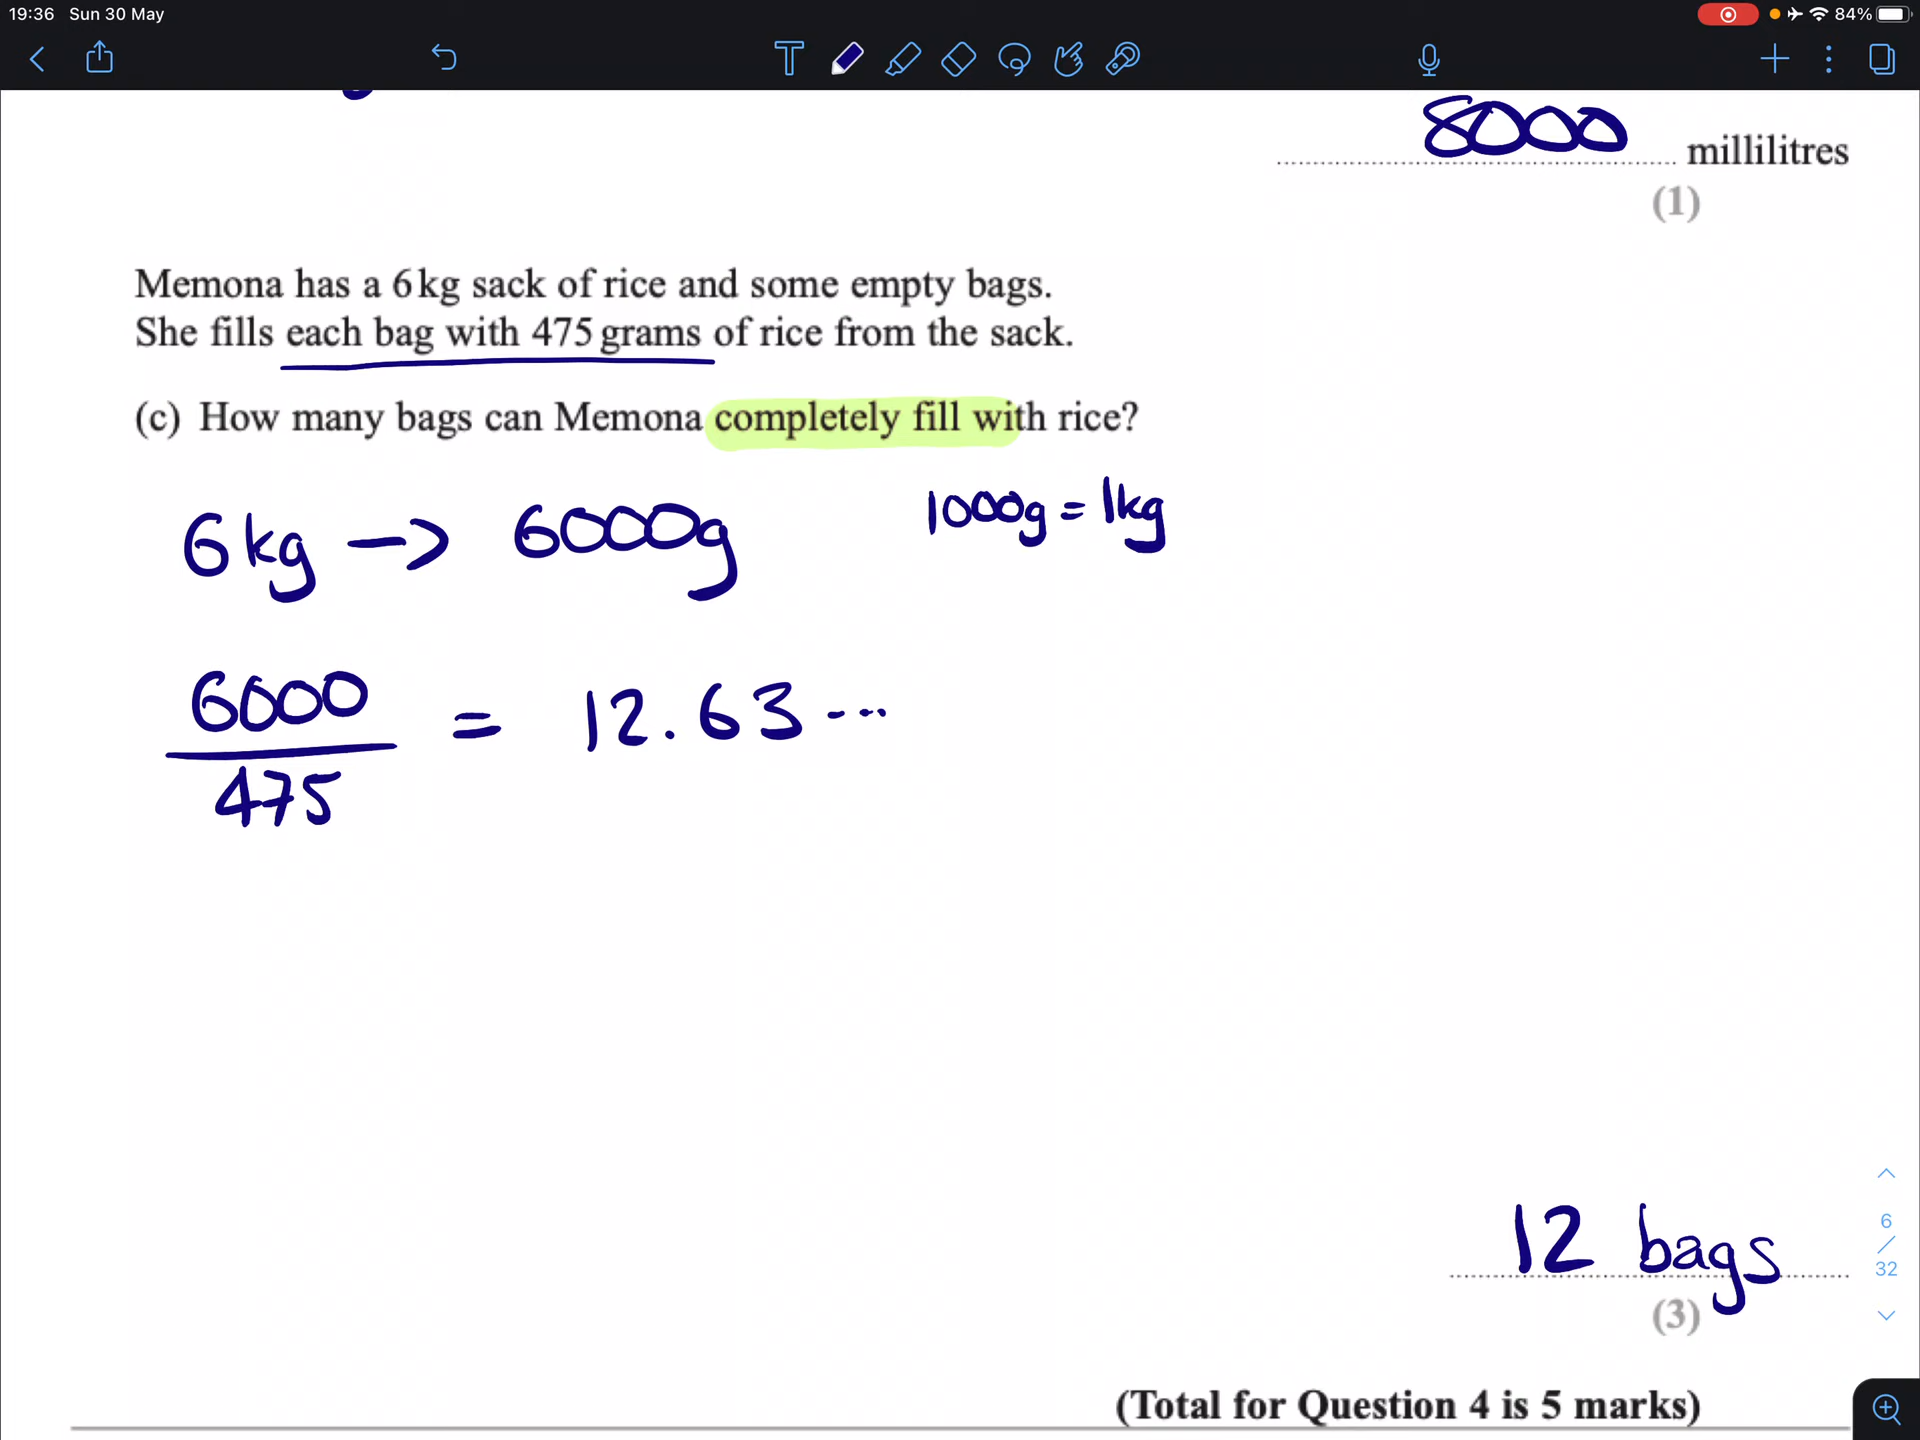 19:36 Sun 30 May 84%
T
8000 millilitres
(1)
Memona has a 6 kg sack of rice and some empty bags.
She fills each bag with 475 grams of rice from the sack.
(c) How many bags can Memona completely fill with rice?
6kg -> 6000g 1000g = 1kg
6000
475
= 12.63...
12 bags
(3)
6
/
32
(Total for Question 4 is 5 marks)